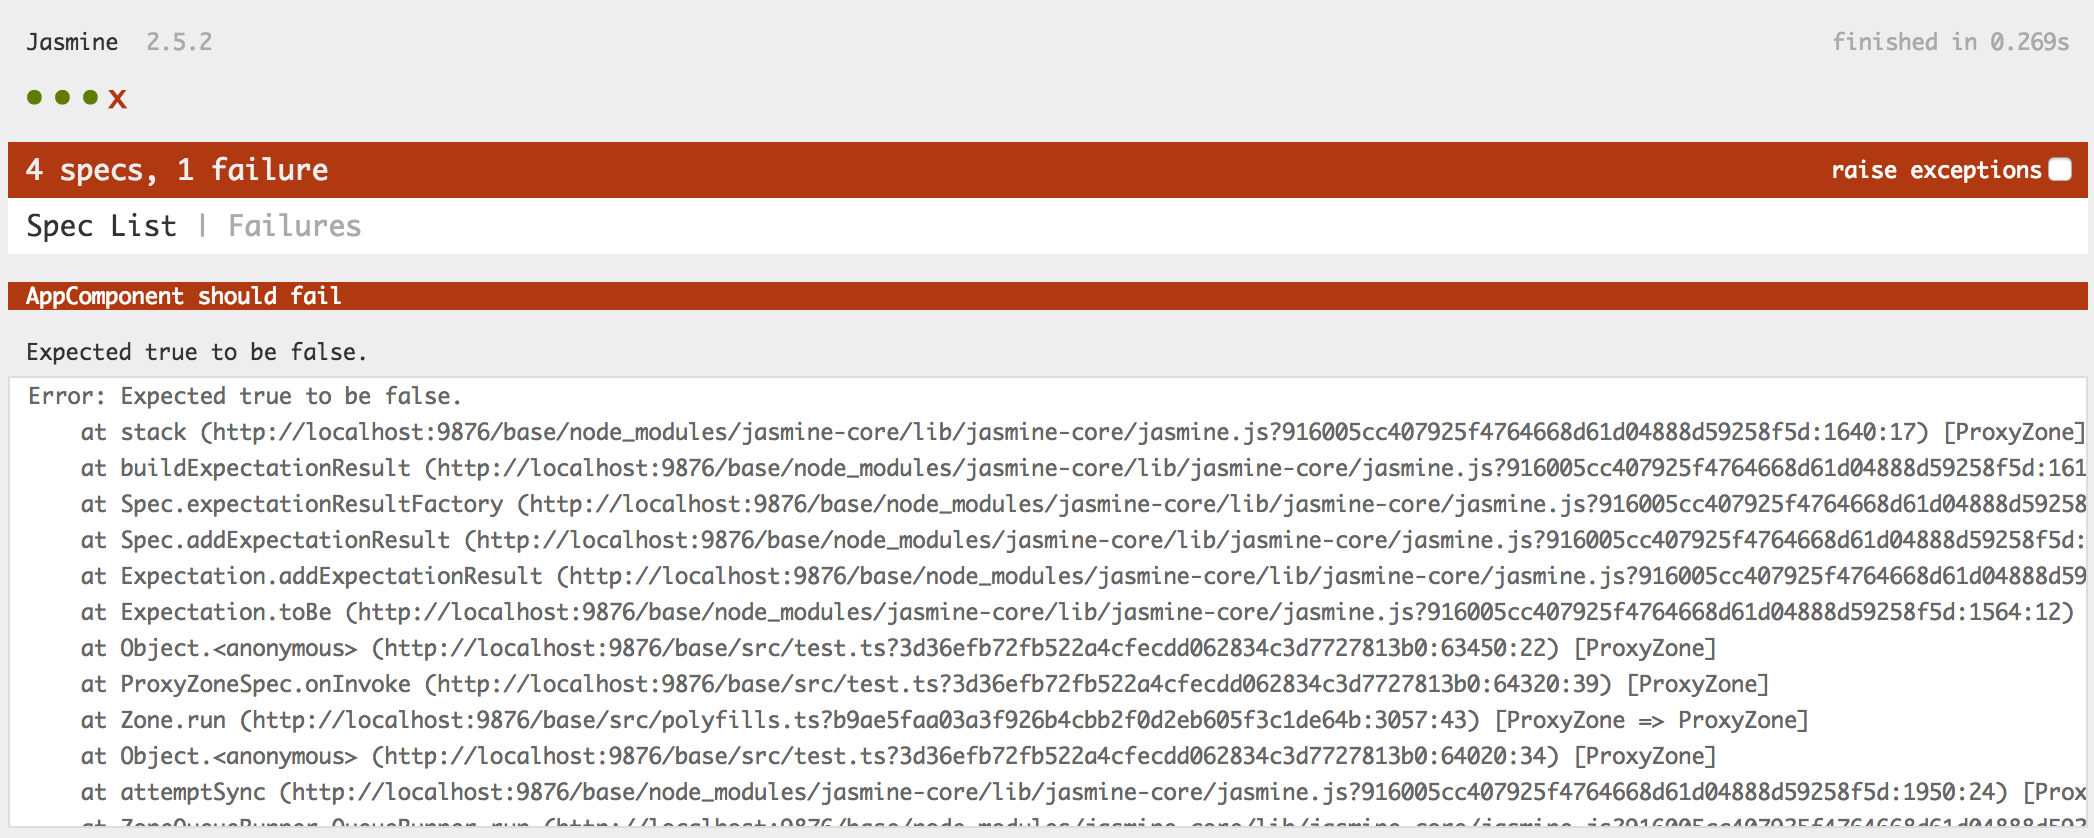 Jasmine 2.5.2 finished in 0.269s
● ● ● x
4 specs, 1 failure raise exceptions
Spec List | Failures
AppComponent should fail
Expected true to be false.
Error: Expected true to be false.
at stack (http://localhost:9876/base/node_modules/jasmine-core/lib/jasmine-core/jasmine.js?916005cc407925f4764668d61d04888d59258f5d:1640:17) [ProxyZone]
at buildExpectationResult (http://localhost:9876/base/node_modules/jasmine-core/lib/jasmine-core/jasmine.js?916005cc407925f4764668d61d04888d59258f5d:161
at Spec.expectationResultFactory (http://localhost:9876/base/node_modules/jasmine-core/lib/jasmine-core/jasmine.js?916005cc407925f4764668d61d04888d59258
at Spec.addExpectationResult (http://localhost:9876/base/node_modules/jasmine-core/lib/jasmine-core/jasmine.js?916005cc407925f4764668d61d04888d59258f5d:
at Expectation.addExpectationResult (http://localhost:9876/base/node_modules/jasmine-core/lib/jasmine-core/jasmine.js?916005cc407925f4764668d61d04888d59
at Expectation.toBe (http://localhost:9876/base/node_modules/jasmine-core/lib/jasmine-core/jasmine.js?916005cc407925f4764668d61d04888d59258f5d:1564:12)
at Object.<anonymous> (http://localhost:9876/base/src/test.ts?3d36efb72fb522a4cfecdd062834c3d7727813b0:63450:22) [ProxyZone]
at ProxyZoneSpec.onInvoke (http://localhost:9876/base/src/test.ts?3d36efb72fb522a4cfecdd062834c3d7727813b0:64320:39) [ProxyZone]
at Zone.run (http://localhost:9876/base/src/polyfills.ts?b9ae5faa03a3f926b4cbb2f0d2eb605f3c1de64b:3057:43) [ProxyZone => ProxyZone]
at Object.<anonymous> (http://localhost:9876/base/src/test.ts?3d36efb72fb522a4cfecdd062834c3d7727813b0:64020:34) [ProxyZone]
at attemptSync (http://localhost:9876/base/node_modules/jasmine-core/lib/jasmine-core/jasmine.js?916005cc407925f4764668d61d04888d59258f5d:1950:24) [Prox